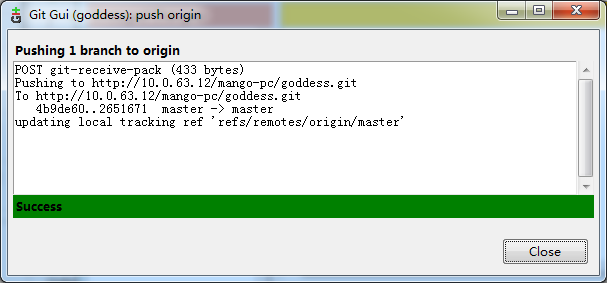 Git Gui (goddess): push origin
Pushing 1 branch to origin
POST git-receive-pack (433 bytes)
Pushing to http://10.0.63.12/mango-pc/goddess.git
To http://10.0.63.12/mango-pc/goddess.git
   4b9de60..2651671  master -> master
updating local tracking ref 'refs/remotes/origin/master'
Success
Close